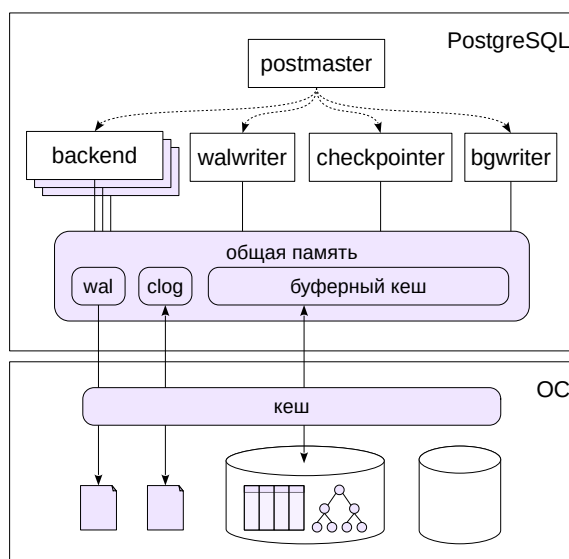 PostgreSQL
postmaster
backend
walwriter
checkpointer
bgwriter
общая память
wal
clog
буферный кеш
ОС
кеш